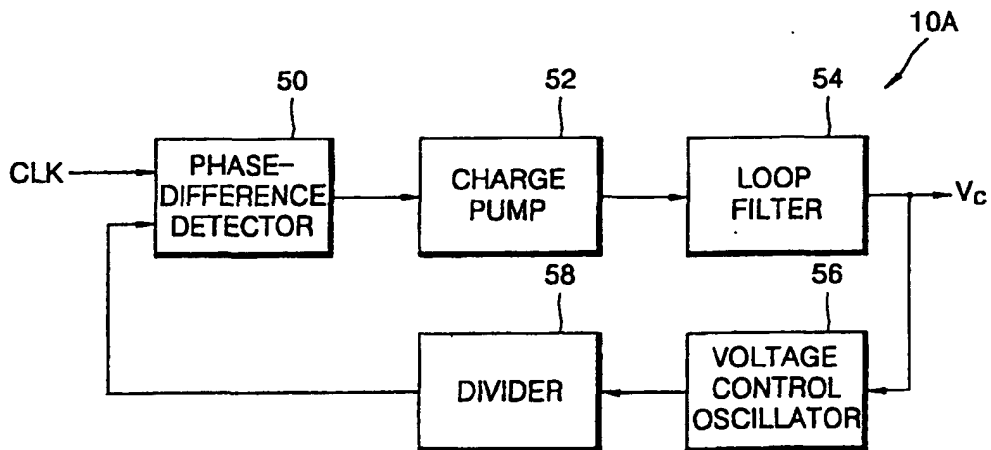 10A
50
52
54
CLK
PHASE-
DIFFERENCE
DETECTOR
CHARGE
PUMP
LOOP
FILTER
Vc
58
56
DIVIDER
VOLTAGE
CONTROL
OSCILLATOR